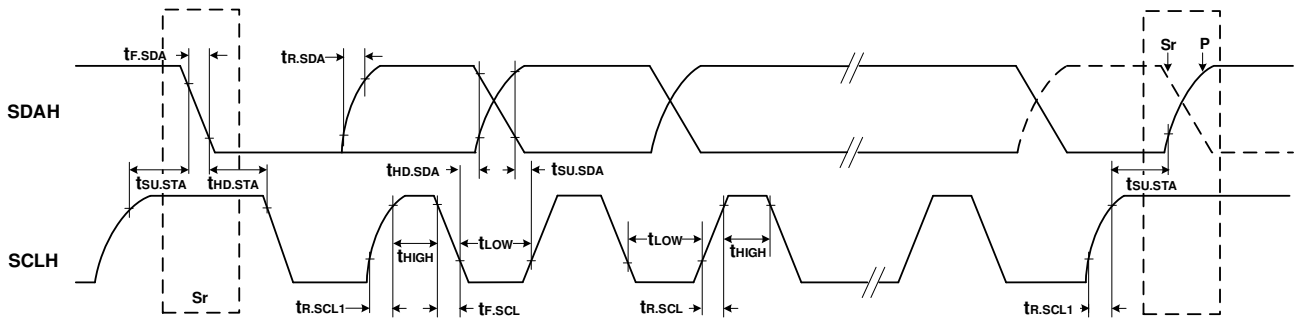 Sr P
tF.SDA
tR.SDA
SDAH
tHD.SDA tSU.SDA
tSU.STA tHD.STA tSU.STA
tHIGH tLOW tLOW tHIGH
SCLH
Sr tR.SCL1 tF.SCL tR.SCL tR.SCL1